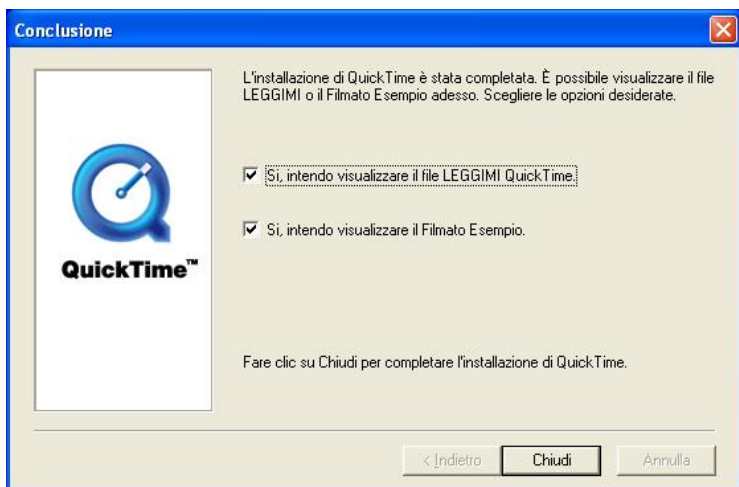 Conclusione
L'installazione di QuickTime è stata completata. È possibile visualizzare il file
LEGGIMI o il Filmato Esempio adesso. Scegliere le opzioni desiderate.
Si, intendo visualizzare il file LEGGIMI QuickTime.
Si, intendo visualizzare il Filmato Esempio.
QuickTime™
Fare clic su Chiudi per completare l'installazione di QuickTime.
< Indietro
Chiudi
Annulla